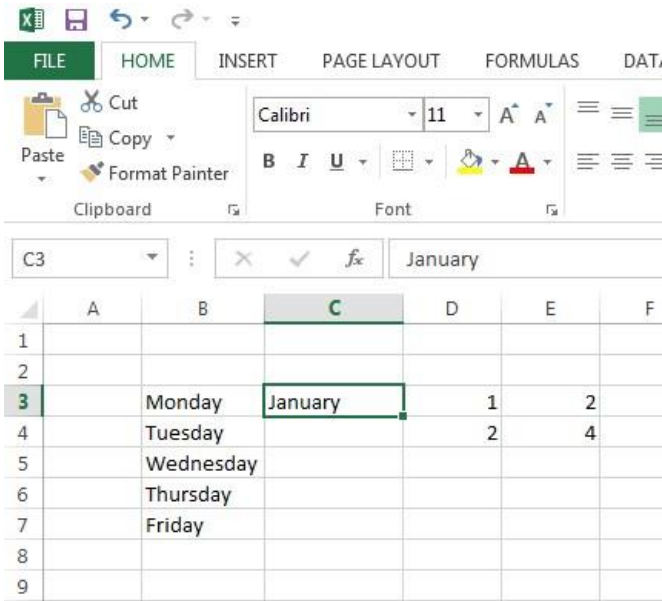 FILE HOME INSERT PAGE LAYOUT FORMULAS DATA
Cut
Calibri 11 A A
Copy
Paste
B I U A
Format Painter
Clipboard Font
C3 fx January
A B C D E F
1
2
3 Monday January 1 2
4 Tuesday 2 4
5 Wednesday
6 Thursday
7 Friday
8
9